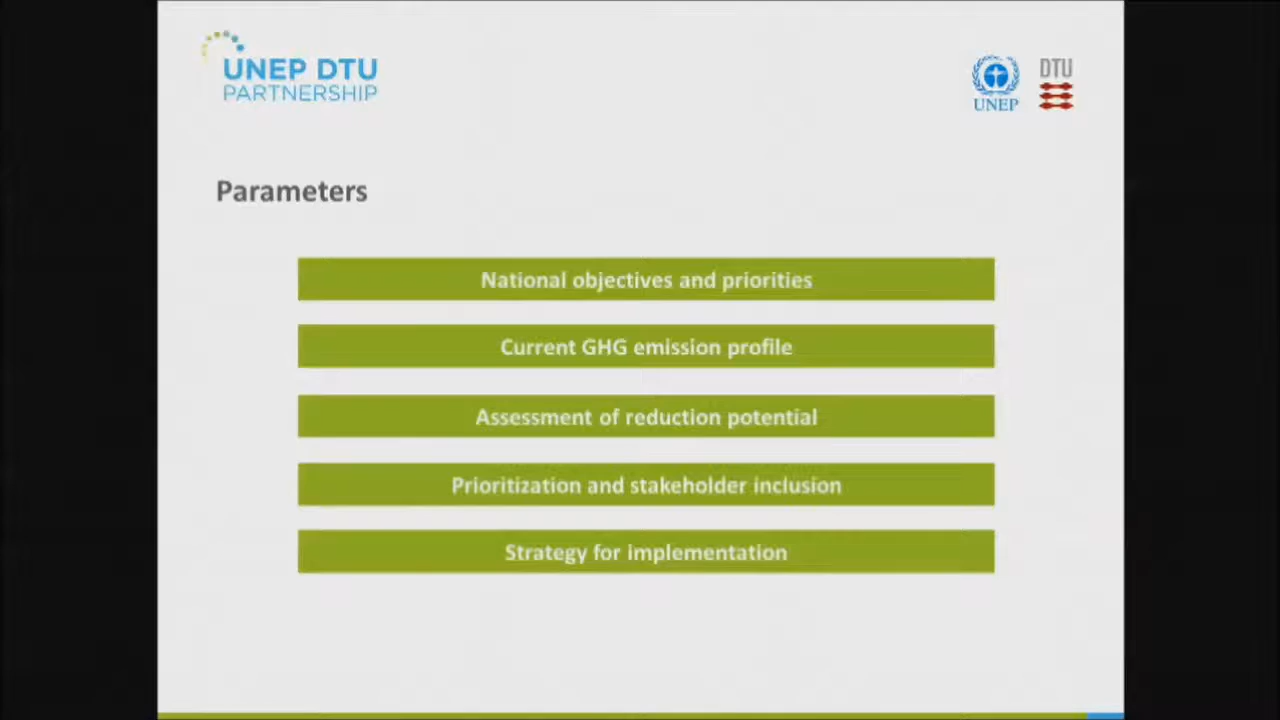 UNEP DTU
PARTNERSHIP
UNEP
DTU
Parameters
National objectives and priorities
Current GHG emission profile
Assessment of reduction potential
Prioritization and stakeholder inclusion
Strategy for implementation